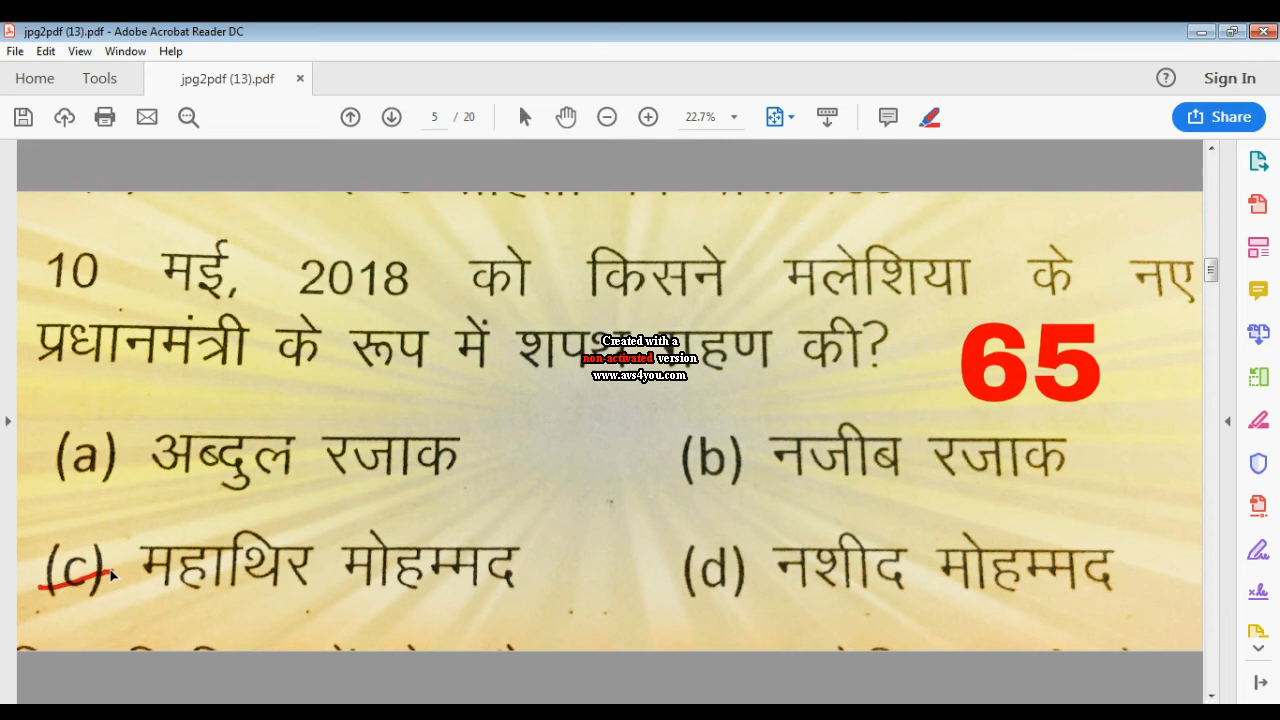 jpg2pdf (13).pdf - Adobe Acrobat Reader DC
File Edit View Window Help
Home Tools jpg2pdf (13).pdf × Sign In
5 / 20 22.7% Share
10 मई, 2018 को किसने मलेशिया के नए
प्रधानमंत्री के रूप में शपथ ग्रहण की?
65
Created with a
non-activated version
www.avs4you.com
(a) अब्दुल रजाक (b) नजीब रजाक
(c) महाथिर मोहम्मद (d) नशीद मोहम्मद